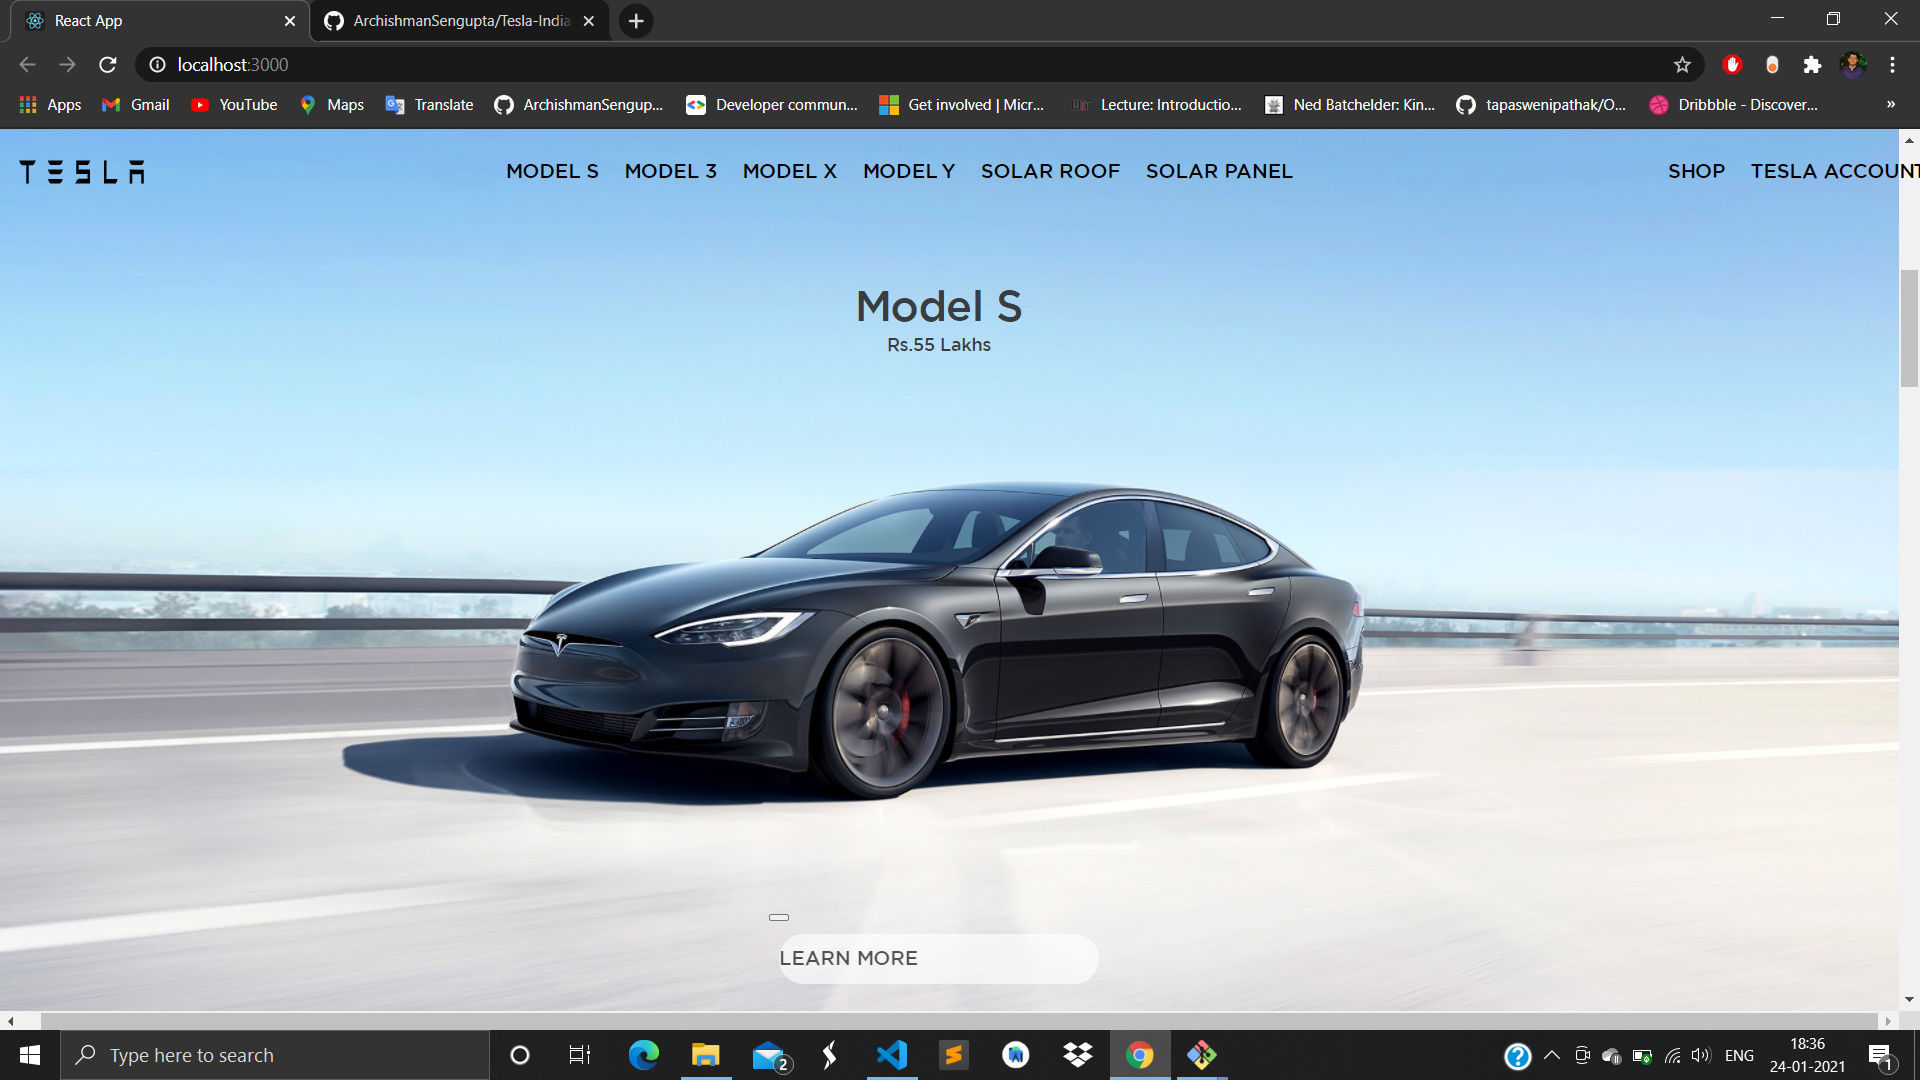 React App
ArchishmanSengupta/Tesla-India
localhost:3000
Apps
Gmail
YouTube
Maps
Translate
ArchishmanSengup...
Developer commun...
Get involved | Micr...
Lecture: Introductio...
Ned Batchelder: Kin...
tapaswenipathak/O...
Dribbble - Discover...
»
TESLA
MODEL S
MODEL 3
MODEL X
MODEL Y
SOLAR ROOF
SOLAR PANEL
SHOP
TESLA ACCOUNT
Model S
Rs.55 Lakhs
LEARN MORE
Type here to search
2
ENG
18:36
24-01-2021
1